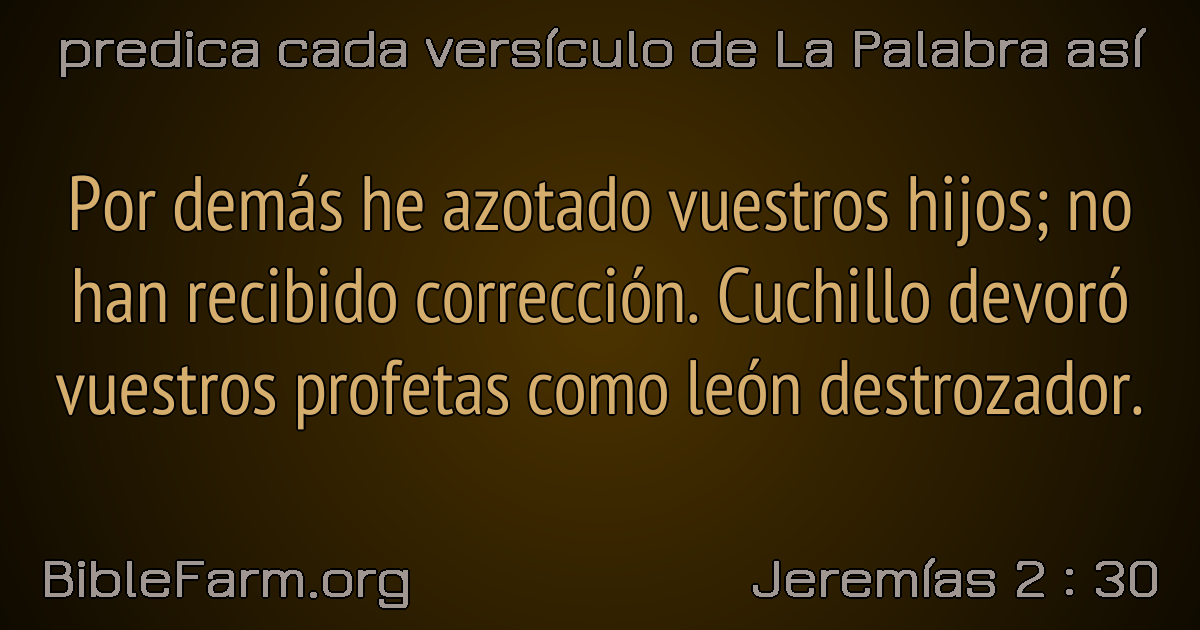 predica cada versículo de La Palabra así
Por demás he azotado vuestros hijos; no
han recibido corrección. Cuchillo devoró
vuestros profetas como león destrozador.
BibleFarm.org
Jeremías 2 : 30